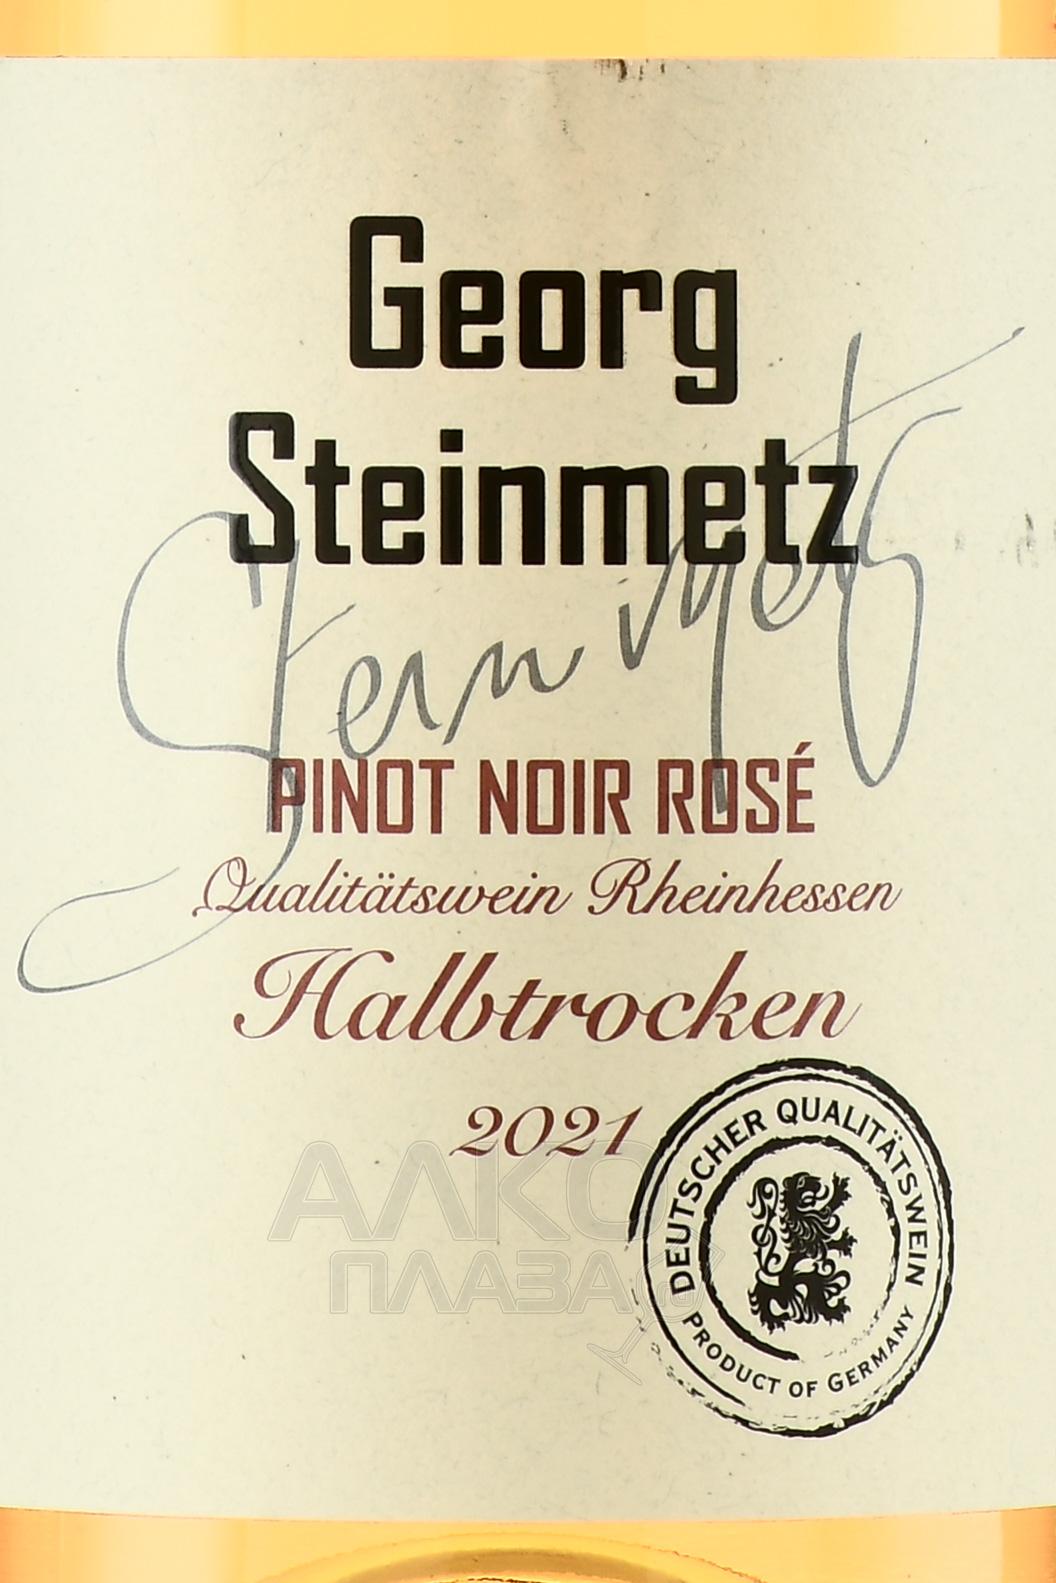 Georg
Steinmetz
Steinmetz
PINOT NOIR ROSÉ
Qualitätswein Rheinhessen
Halbtrocken
2021
DEUTSCHER QUALITÄTSWEIN
PRODUCT OF GERMANY
АЛКО
ПЛАЗА